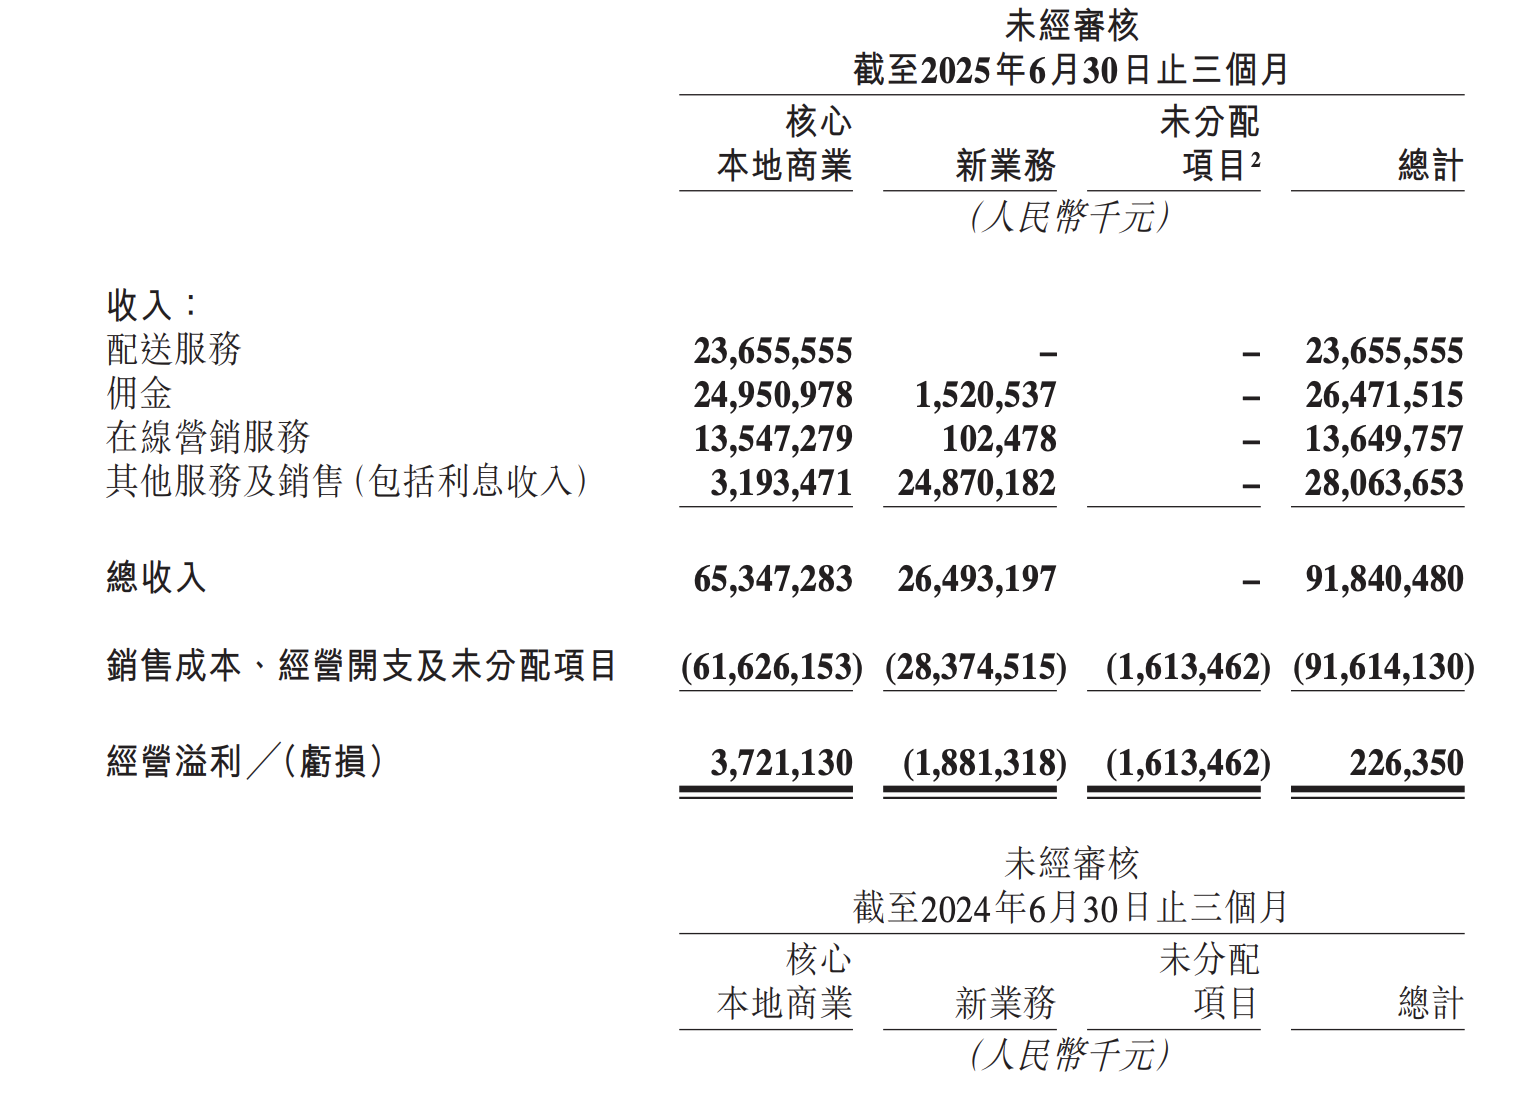 未經審核
截至2025年6月30日止三個月
核心 未分配
本地商業 新業務 項目2 總計
(人民幣千元)
收入：
配送服務 23,655,555 – – 23,655,555
佣金 24,950,978 1,520,537 – 26,471,515
在線營銷服務 13,547,279 102,478 – 13,649,757
其他服務及銷售(包括利息收入) 3,193,471 24,870,182 – 28,063,653
總收入 65,347,283 26,493,197 – 91,840,480
銷售成本、經營開支及未分配項目 (61,626,153) (28,374,515) (1,613,462) (91,614,130)
經營溢利╱(虧損) 3,721,130 (1,881,318) (1,613,462) 226,350
未經審核
截至2024年6月30日止三個月
核心 未分配
本地商業 新業務 項目 總計
(人民幣千元)